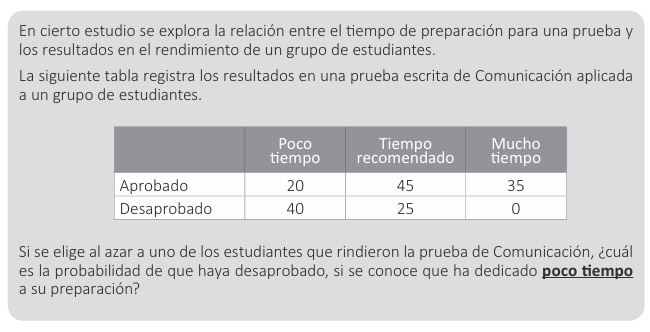 En cierto estudio se explora la relación entre el tiempo de preparación para una prueba y
los resultados en el rendimiento de un grupo de estudiantes.
La siguiente tabla registra los resultados en una prueba escrita de Comunicación aplicada
a un grupo de estudiantes.
Poco tiempo Tiempo recomendado Mucho tiempo
Aprobado 20 45 35
Desaprobado 40 25 0
Si se elige al azar a uno de los estudiantes que rindieron la prueba de Comunicación, ¿cuál
es la probabilidad de que haya desaprobado, si se conoce que ha dedicado poco tiempo
a su preparación?